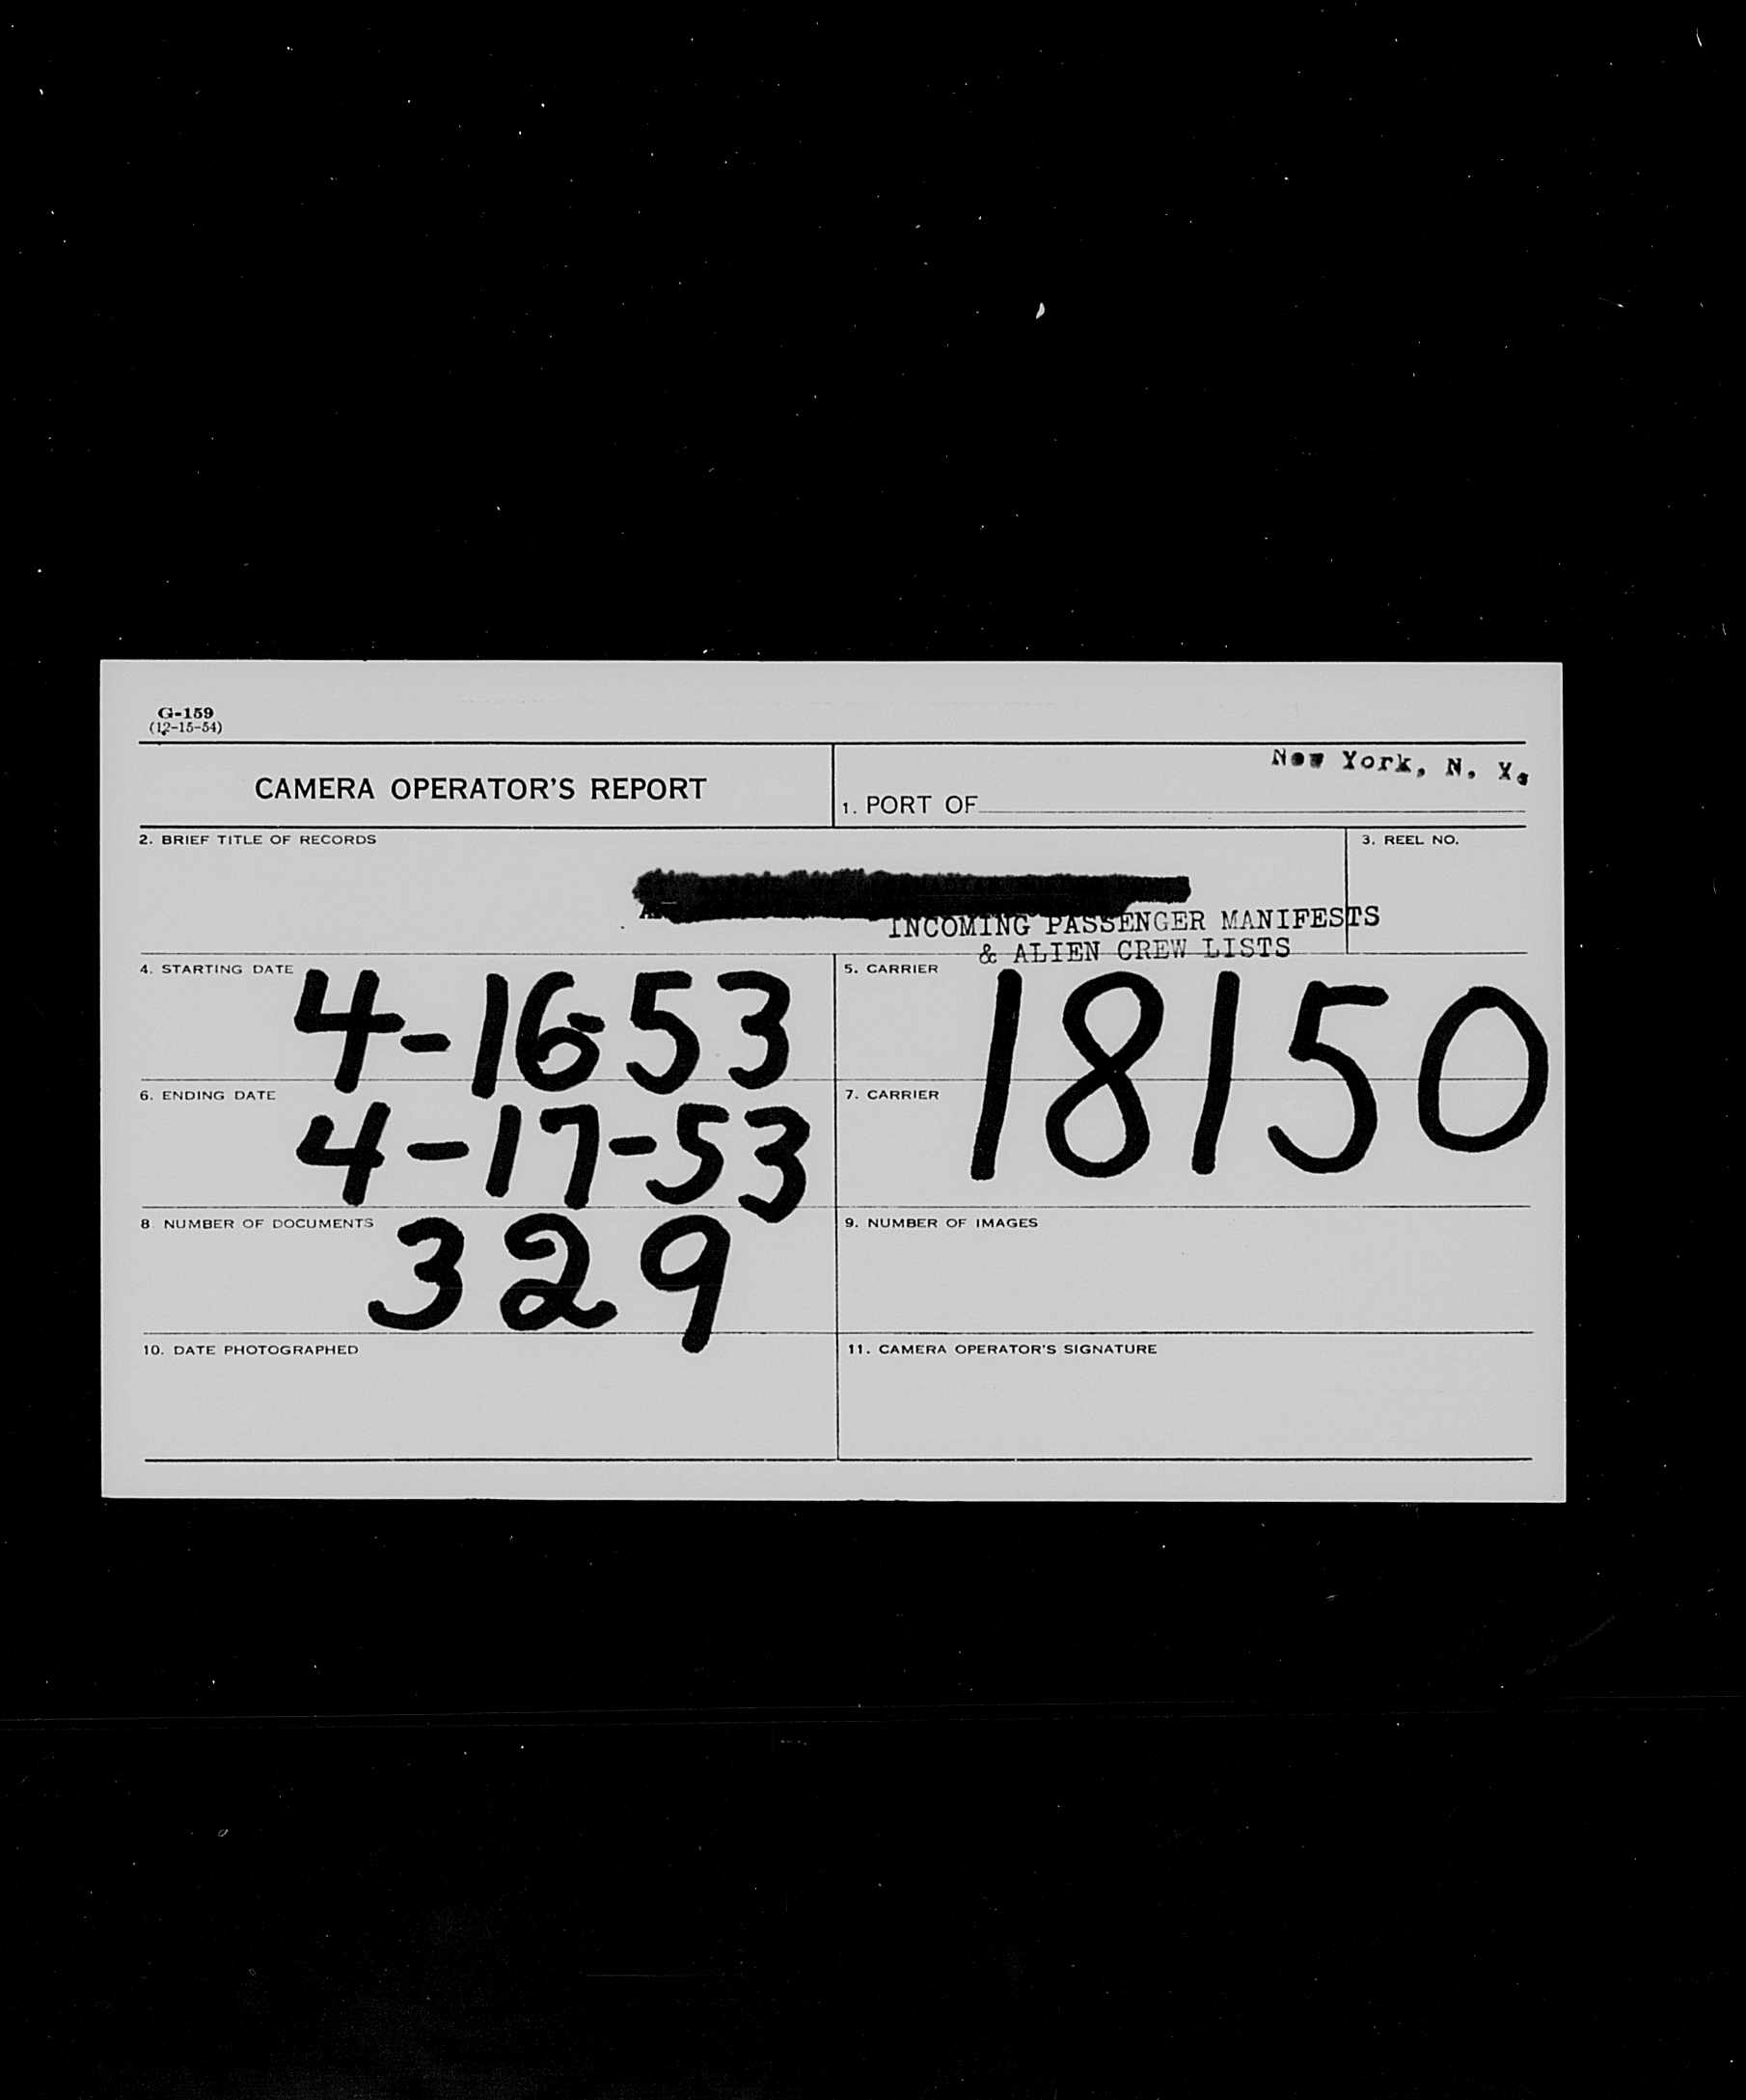 G-159
(12-15-54)
CAMERA OPERATOR'S REPORT
New York, N. Y.
1. PORT OF
2. BRIEF TITLE OF RECORDS
3. REEL NO.
INCOMING PASSENGER MANIFESTS
& ALIEN CREW LISTS
4. STARTING DATE
4-16-53
5. CARRIER
18150
6. ENDING DATE
4-17-53
7. CARRIER
8 NUMBER OF DOCUMENTS
329
9. NUMBER OF IMAGES
10. DATE PHOTOGRAPHED
11. CAMERA OPERATOR'S SIGNATURE